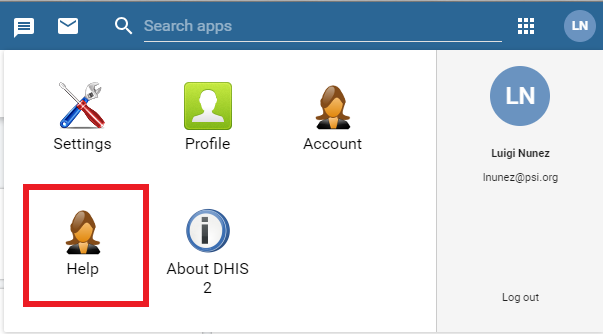 Search apps
LN
Settings
Profile
Account
Help
About DHIS
2
LN
Luigi Nunez
lnunez@psi.org
Log out